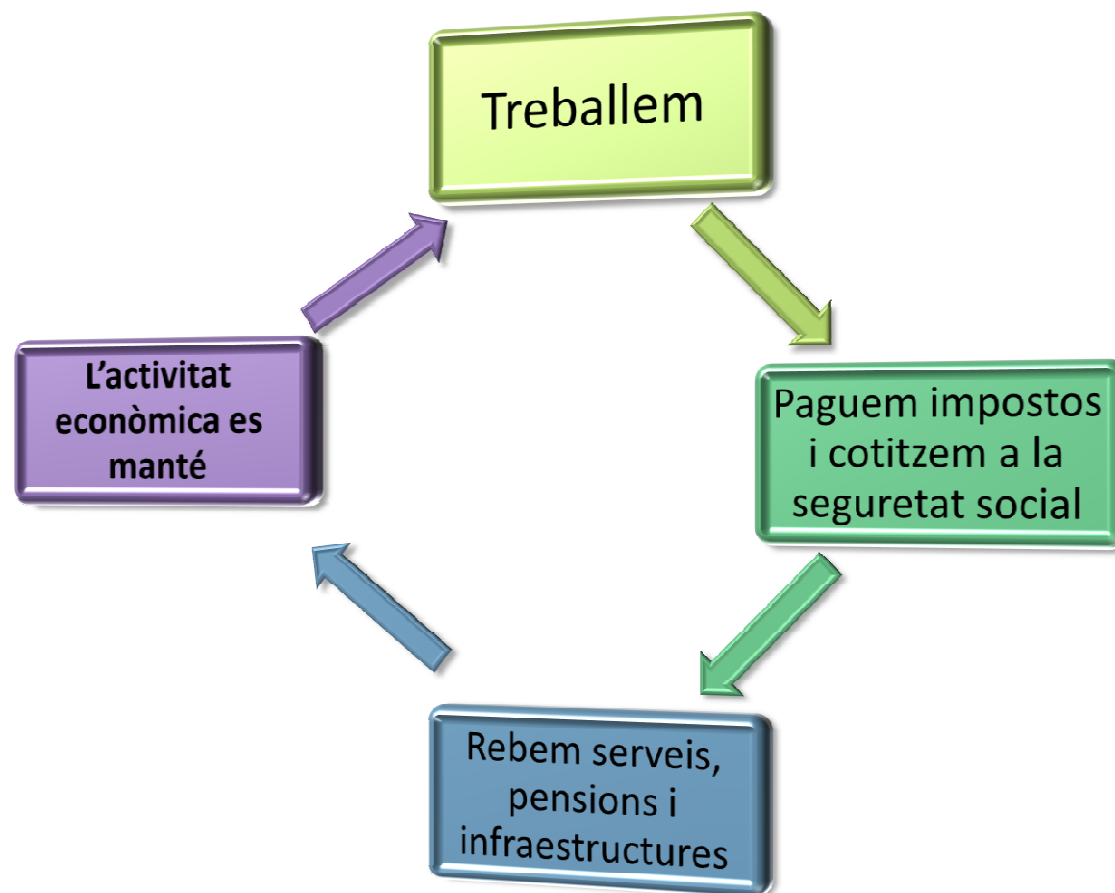 Treballem
Paguem impostos
i cotitzem a la
seguretat social
Rebem serveis,
pensions i
infraestructures
L’activitat
econòmica es
manté